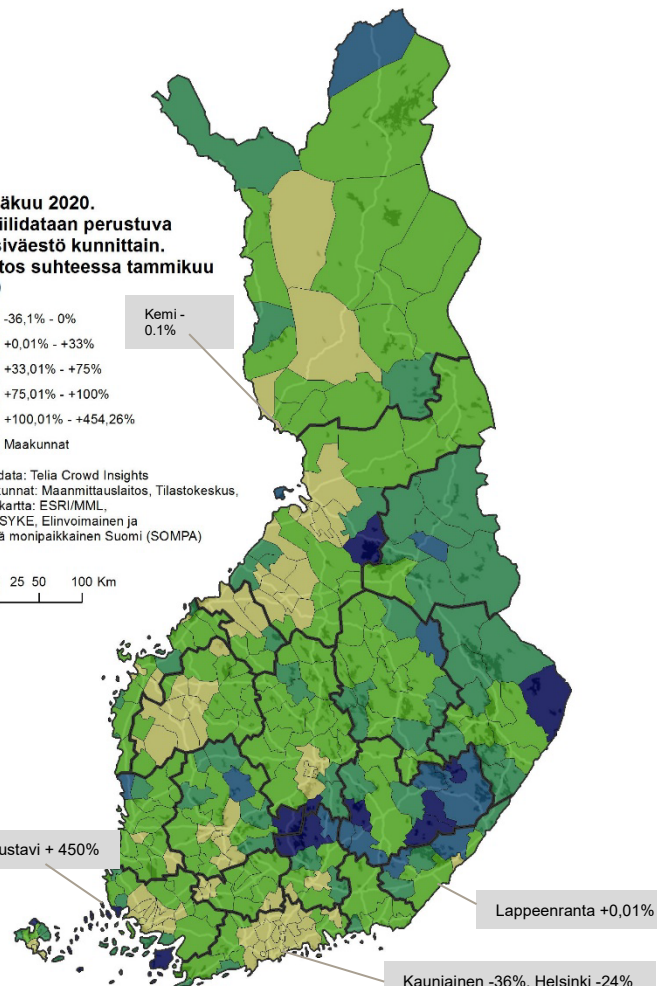 äkuu 2020.
iilidataan perustuva
siväestö kunnittain.
tos suhteessa tammikuu
)
-36,1% - 0%
+0,01% - +33%
+33,01% - +75%
+75,01% - +100%
+100,01% - +454,26%
Maakunnat
data: Telia Crowd Insights
kunnat: Maanmittauslaitos, Tilastokeskus,
kartta: ESRI/MML,
SYKE, Elinvoimainen ja
ä monipaikkainen Suomi (SOMPA)
25 50 100 Km
Kemi -
0.1%
ustavi + 450%
Lappeenranta +0,01%
Kauniainen -36%, Helsinki -24%